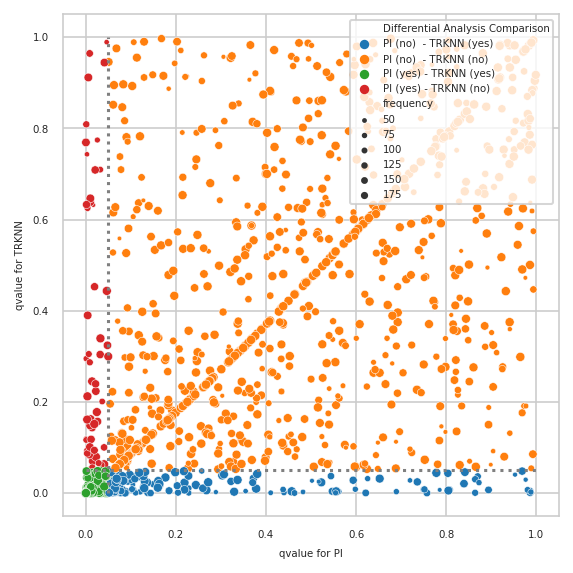 Differential Analysis Comparison
PI (no)  - TRKNN (yes)
PI (no) - TRKNN (no)
PI (yes) - TRKNN (yes)
PI (yes) - TRKNN (no)
frequency
50
75
100
125
150
175
1.0
0.8
0.6
0.4
0.2
0.0
qvalue for TRKNN
0.0 0.2 0.4 0.6 0.8 1.0
qvalue for PI